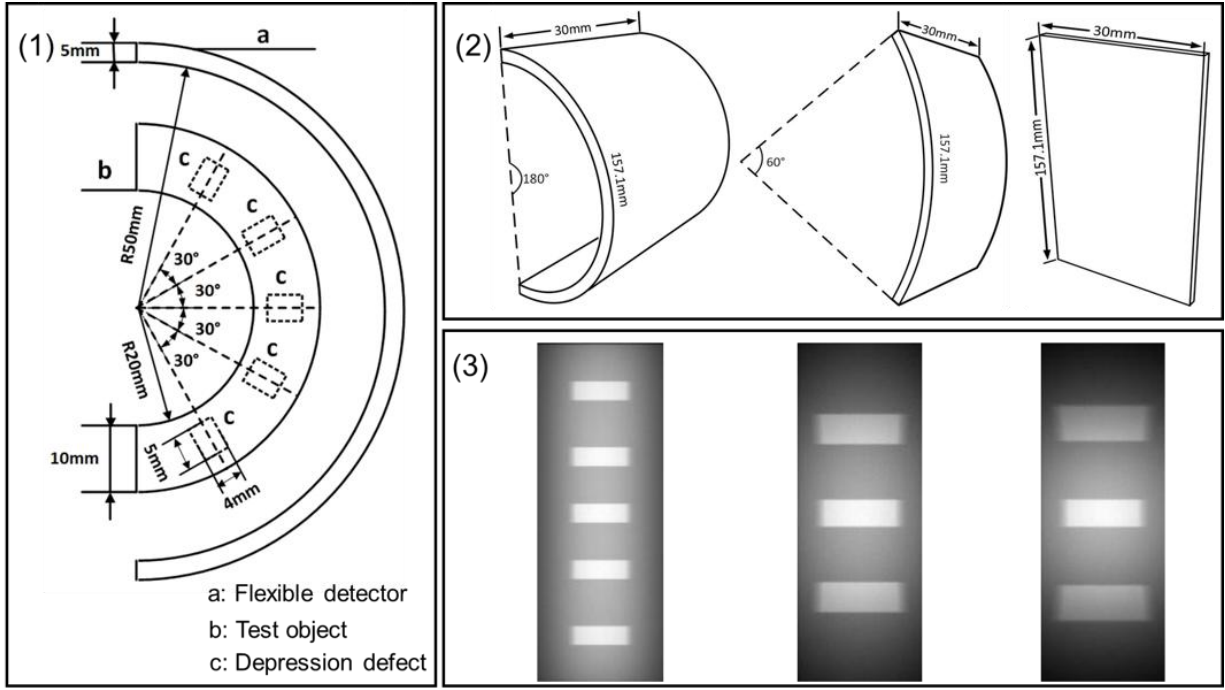 (1)
5mm
a
b
c
c
R50mm
30°
30°
c
30°
30°
c
R20mm
c
10mm
5mm
4mm
a: Flexible detector
b: Test object
c: Depression defect
(2)
30mm
157.1mm
180°
30mm
157.1mm
60°
30mm
157.1mm
(3)